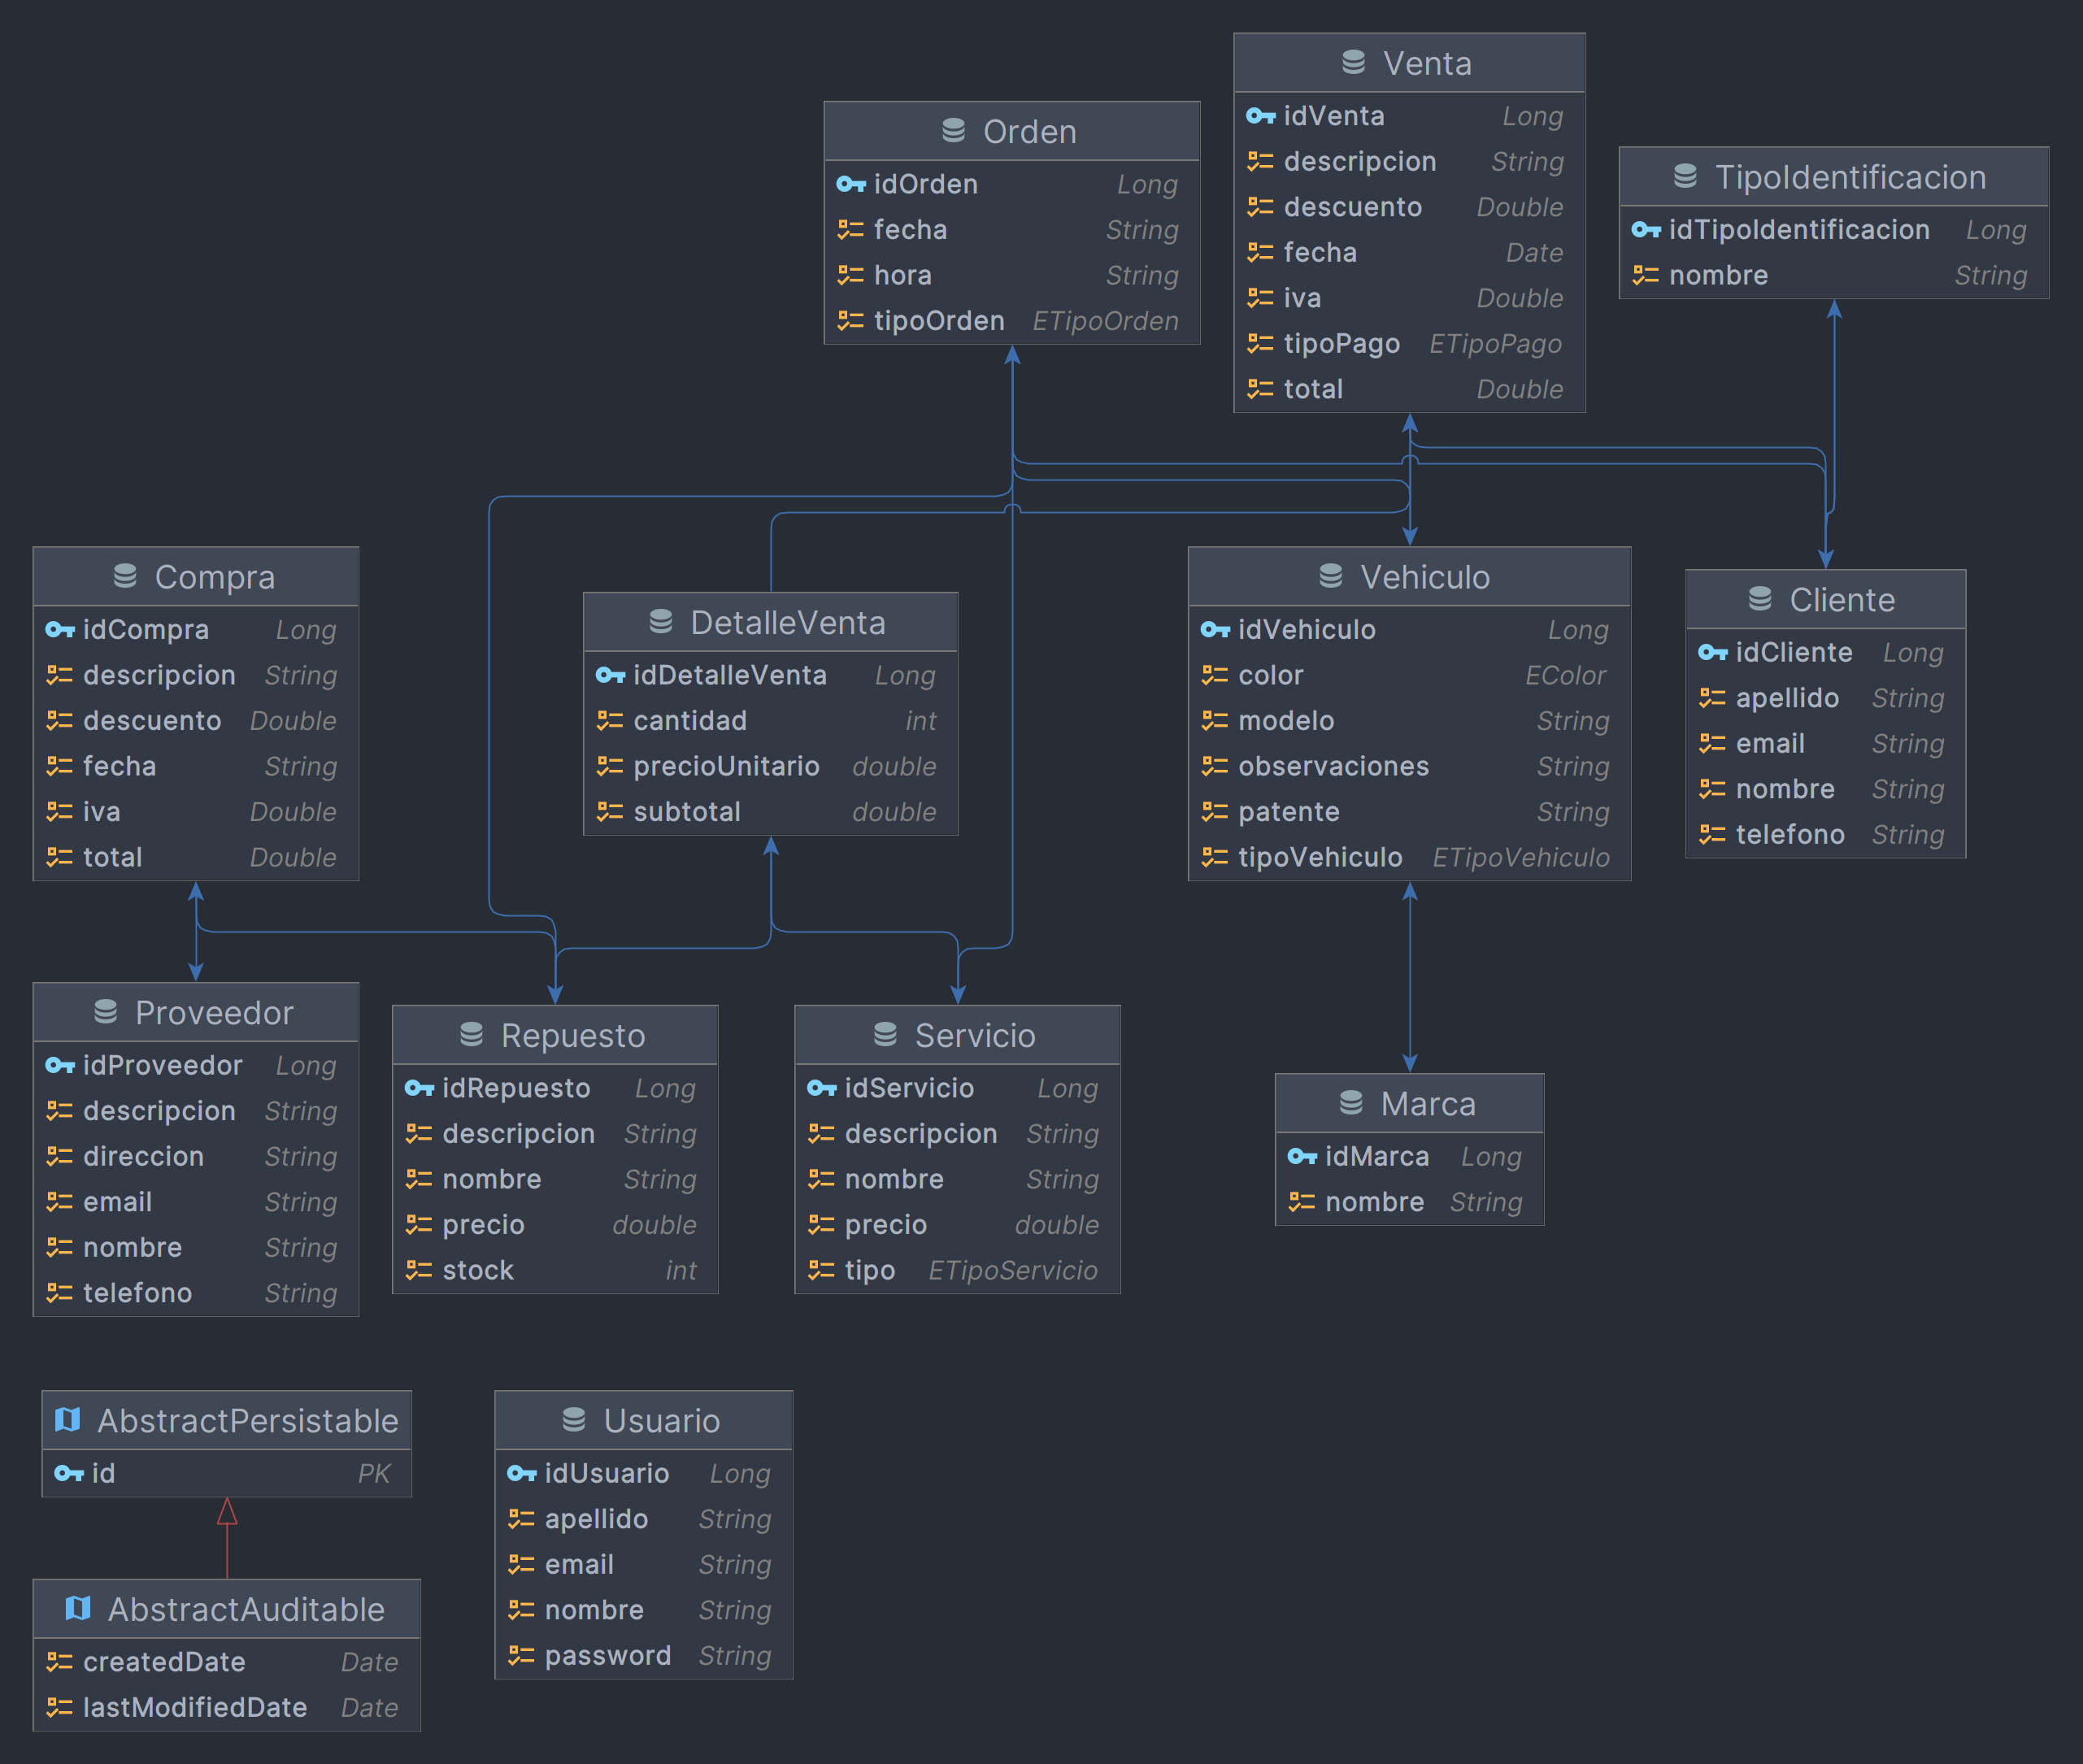 Venta
idVenta Long
descripcion String
descuento Double
fecha Date
iva Double
tipoPago ETipoPago
total Double
Orden
idOrden Long
fecha String
hora String
tipoOrden ETipoOrden
TipoIdentificacion
idTipoIdentificacion Long
nombre String
Compra
idCompra Long
descripcion String
descuento Double
fecha String
iva Double
total Double
DetalleVenta
idDetalleVenta Long
cantidad int
precioUnitario double
subtotal double
Vehiculo
idVehiculo Long
color EColor
modelo String
observaciones String
patente String
tipoVehiculo ETipoVehiculo
Cliente
idCliente Long
apellido String
email String
nombre String
telefono String
Proveedor
idProveedor Long
descripcion String
direccion String
email String
nombre String
telefono String
Repuesto
idRepuesto Long
descripcion String
nombre String
precio double
stock int
Servicio
idServicio Long
descripcion String
nombre String
precio double
tipo ETipoServicio
Marca
idMarca Long
nombre String
AbstractPersistable
id PK
Usuario
idUsuario Long
apellido String
email String
nombre String
password String
AbstractAuditable
createdDate Date
lastModifiedDate Date